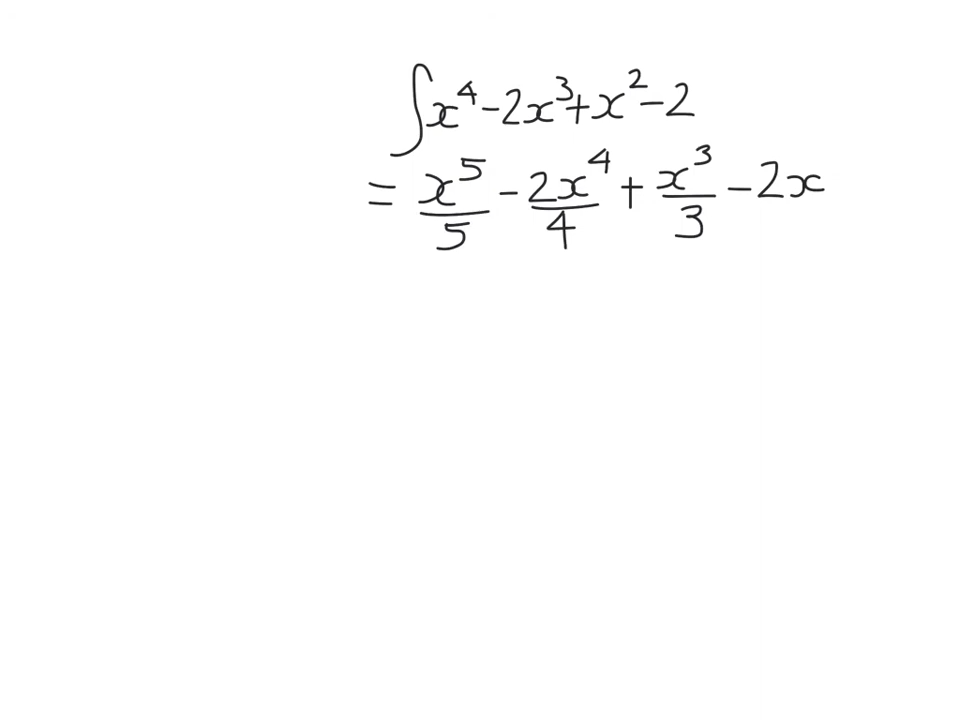 ∫x⁴-2x³+x²-2
= x⁵/5 - 2x⁴/4 + x³/3 - 2x